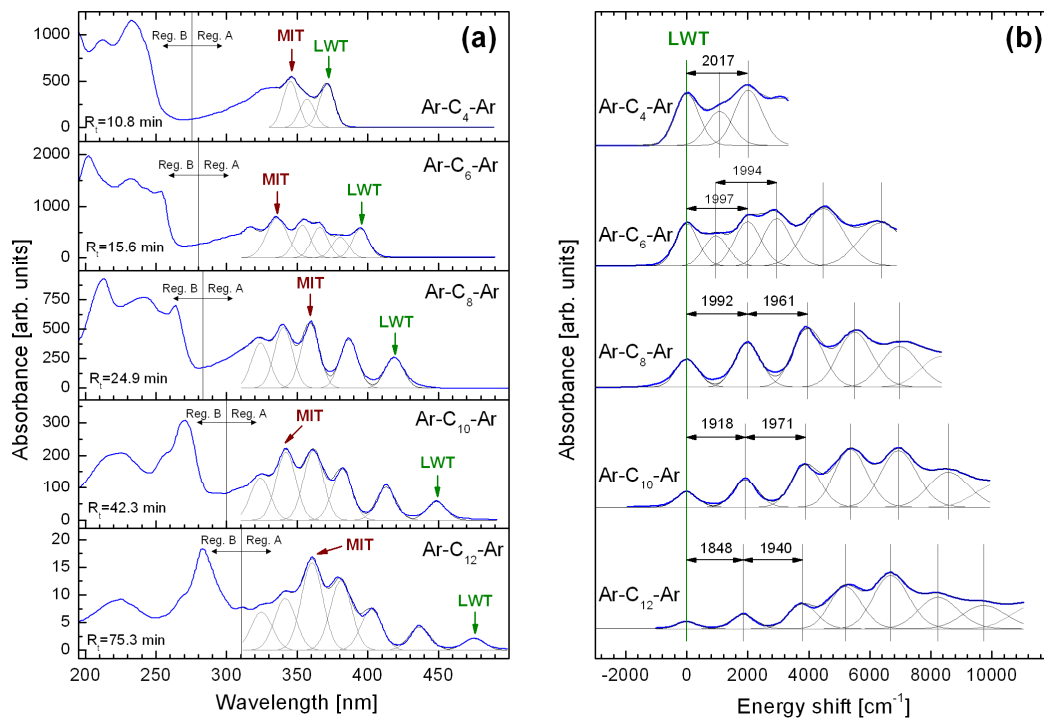 (a)
Reg. B Reg. A
MIT
LWT
Ar-C4-Ar
1000
500
0
Rt=10.8 min
Reg. B Reg. A
MIT
LWT
Ar-C6-Ar
2000
1000
0
Rt=15.6 min
Reg. B Reg. A
MIT
LWT
Ar-C8-Ar
750
500
250
0
Rt=24.9 min
Reg. B Reg. A
MIT
LWT
Ar-C10-Ar
300
200
100
0
Rt=42.3 min
Reg. B Reg. A
MIT
LWT
Ar-C12-Ar
20
15
10
5
0
Rt=75.3 min
Absorbance [arb. units]
200 250 300 350 400 450
Wavelength [nm]
(b)
LWT
2017
Ar-C4-Ar
1994
1997
Ar-C6-Ar
1992 1961
Ar-C8-Ar
1918 1971
Ar-C10-Ar
1848 1940
Ar-C12-Ar
Absorbance [arb. units]
-2000 0 2000 4000 6000 8000 10000
Energy shift [cm-1]